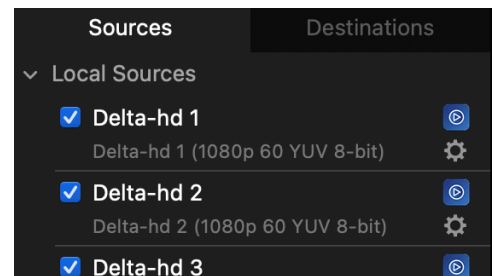 Sources Destinations
Local Sources
Delta-hd 1
Delta-hd 1 (1080p 60 YUV 8-bit)
Delta-hd 2
Delta-hd 2 (1080p 60 YUV 8-bit)
Delta-hd 3